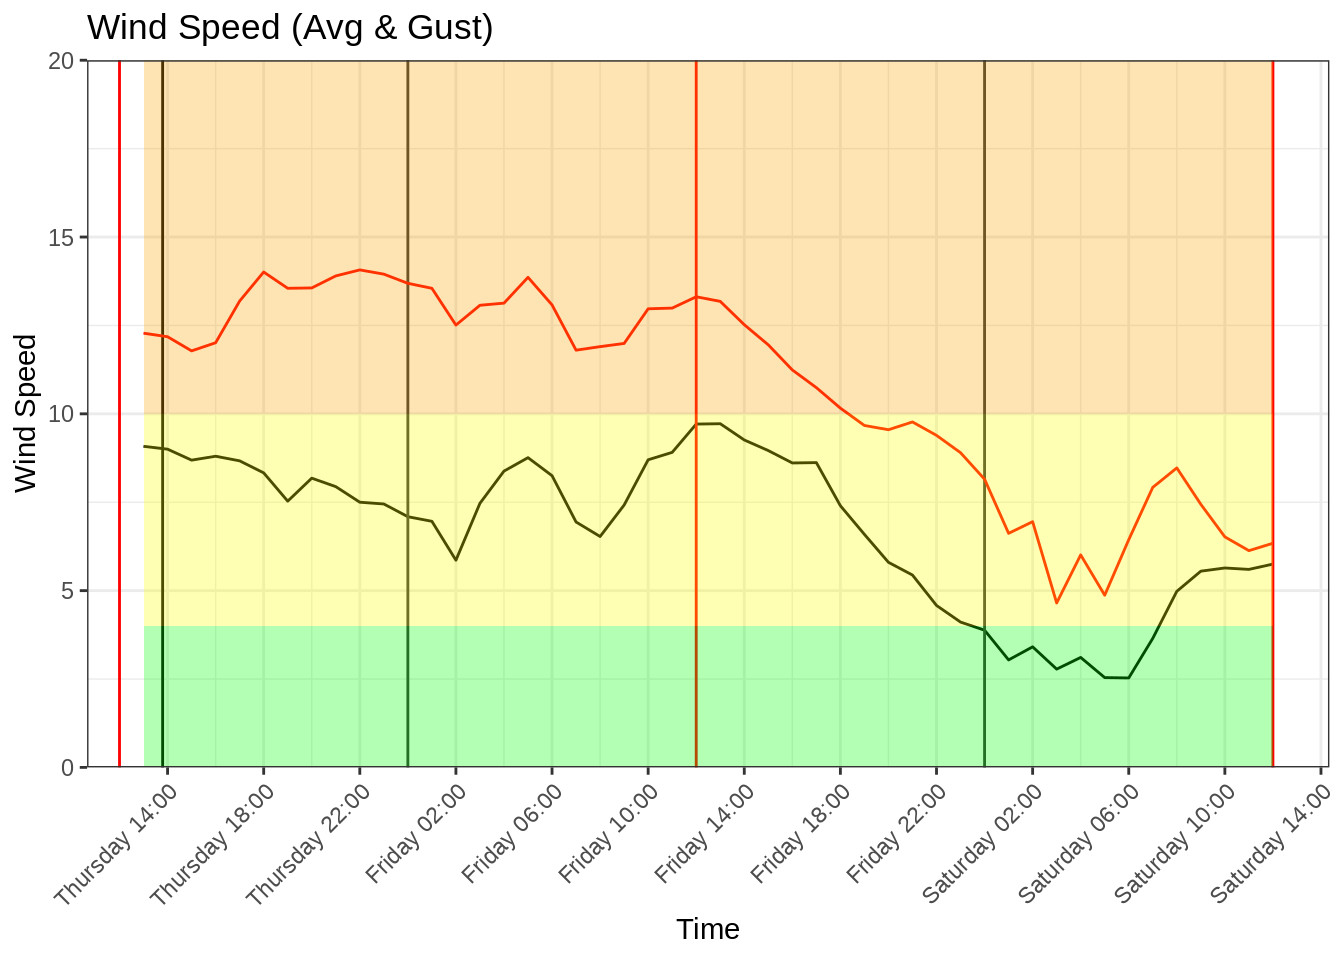 Wind Speed (Avg & Gust)
20
15
10
5
0
Wind Speed
Thursday 14:00
Thursday 18:00
Thursday 22:00
Friday 02:00
Friday 06:00
Friday 10:00
Friday 14:00
Friday 18:00
Friday 22:00
Saturday 02:00
Saturday 06:00
Saturday 10:00
Saturday 14:00
Time